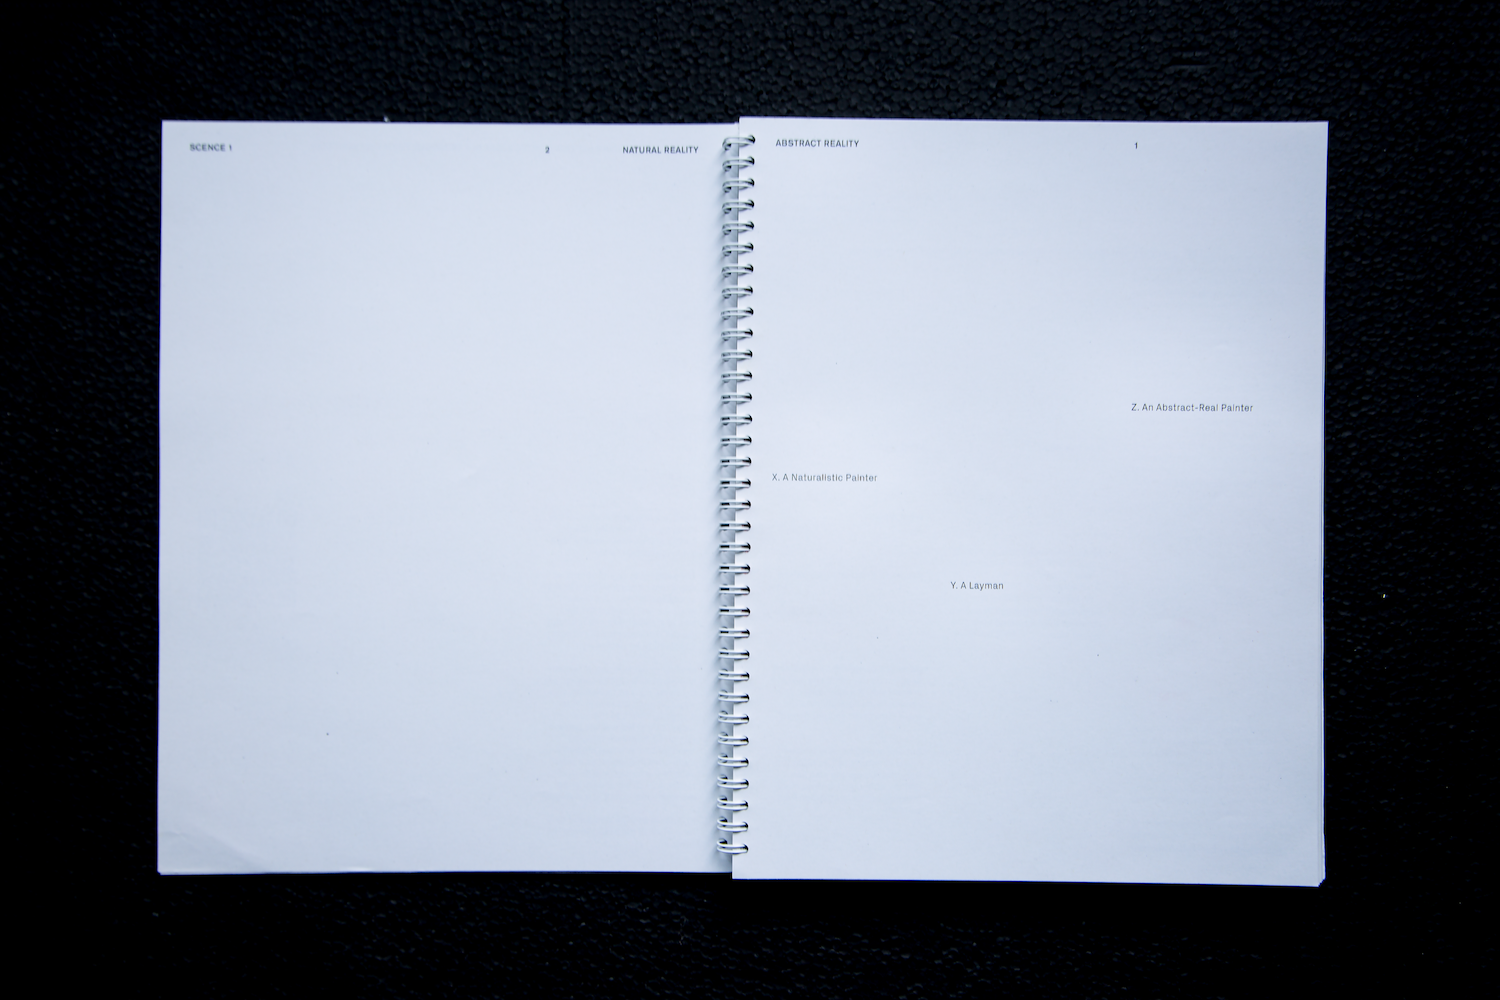 SCENCE 1
2
NATURAL REALITY
ABSTRACT REALITY
1
Z. An Abstract-Real Painter
X. A Naturalistic Painter
Y. A Layman